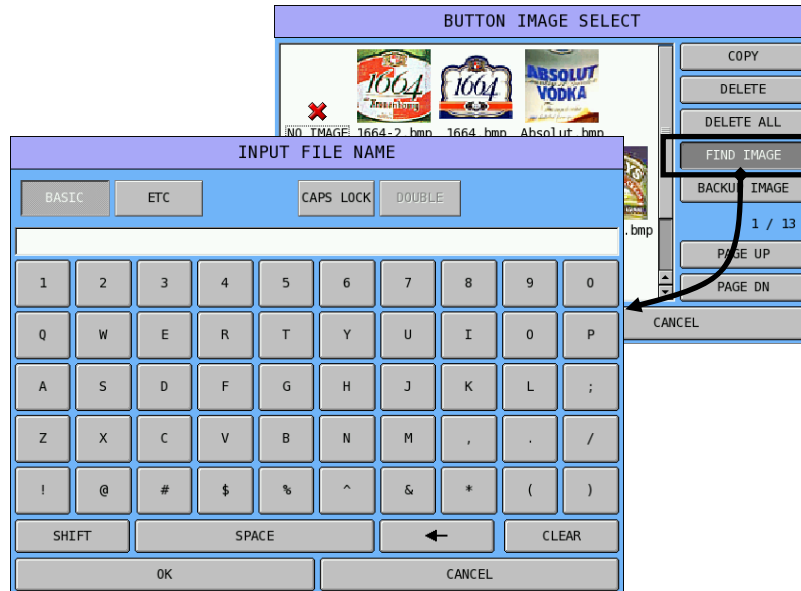 BUTTON IMAGE SELECT
COPY
DELETE
DELETE ALL
FIND IMAGE
BACKUP IMAGE
1 / 13
PAGE UP
PAGE DN
CANCEL
1664
1664
ABSOLUT
VODKA
NO IMAGE 1664-2.bmp 1664.bmp Absolut.bmp
.bmp
INPUT FILE NAME
BASIC ETC CAPS LOCK DOUBLE
1 2 3 4 5 6 7 8 9 0
Q W E R T Y U I O P
A S D F G H J K L ;
Z X C V B N M , . /
! @ # $ % ^ & * ( )
SHIFT SPACE CLEAR
OK CANCEL